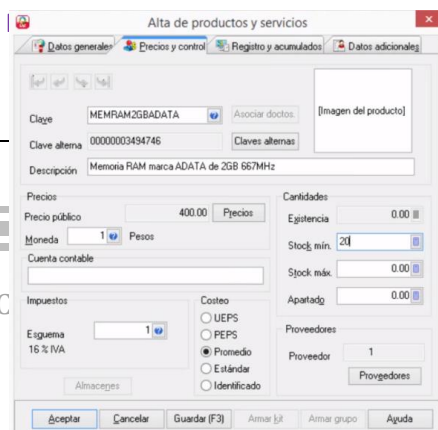 Alta de productos y servicios
Datos generales Precios y control Registro y acumulados Datos adicionales
Clave MEMRAM2GBADATA Asociar doctos. [Imagen del producto]
Clave alterna 00000003494746 Claves alternas
Descripción Memoria RAM marca ADATA de 2GB 667MHz
Precios
Precio público 400.00 Precios
Moneda 1 Pesos
Cuenta contable
Cantidades
Existencia 0.00
Stock mín. 20
Stock máx. 0.00
Apartado 0.00
Impuestos
Esquema 1
16 % IVA
Almacenes
Costeo
UEPS
PEPS
Promedio
Estándar
Identificado
Proveedores
Proveedor 1
Proveedores
Aceptar Cancelar Guardar (F3) Armar kit Armar grupo Ayuda